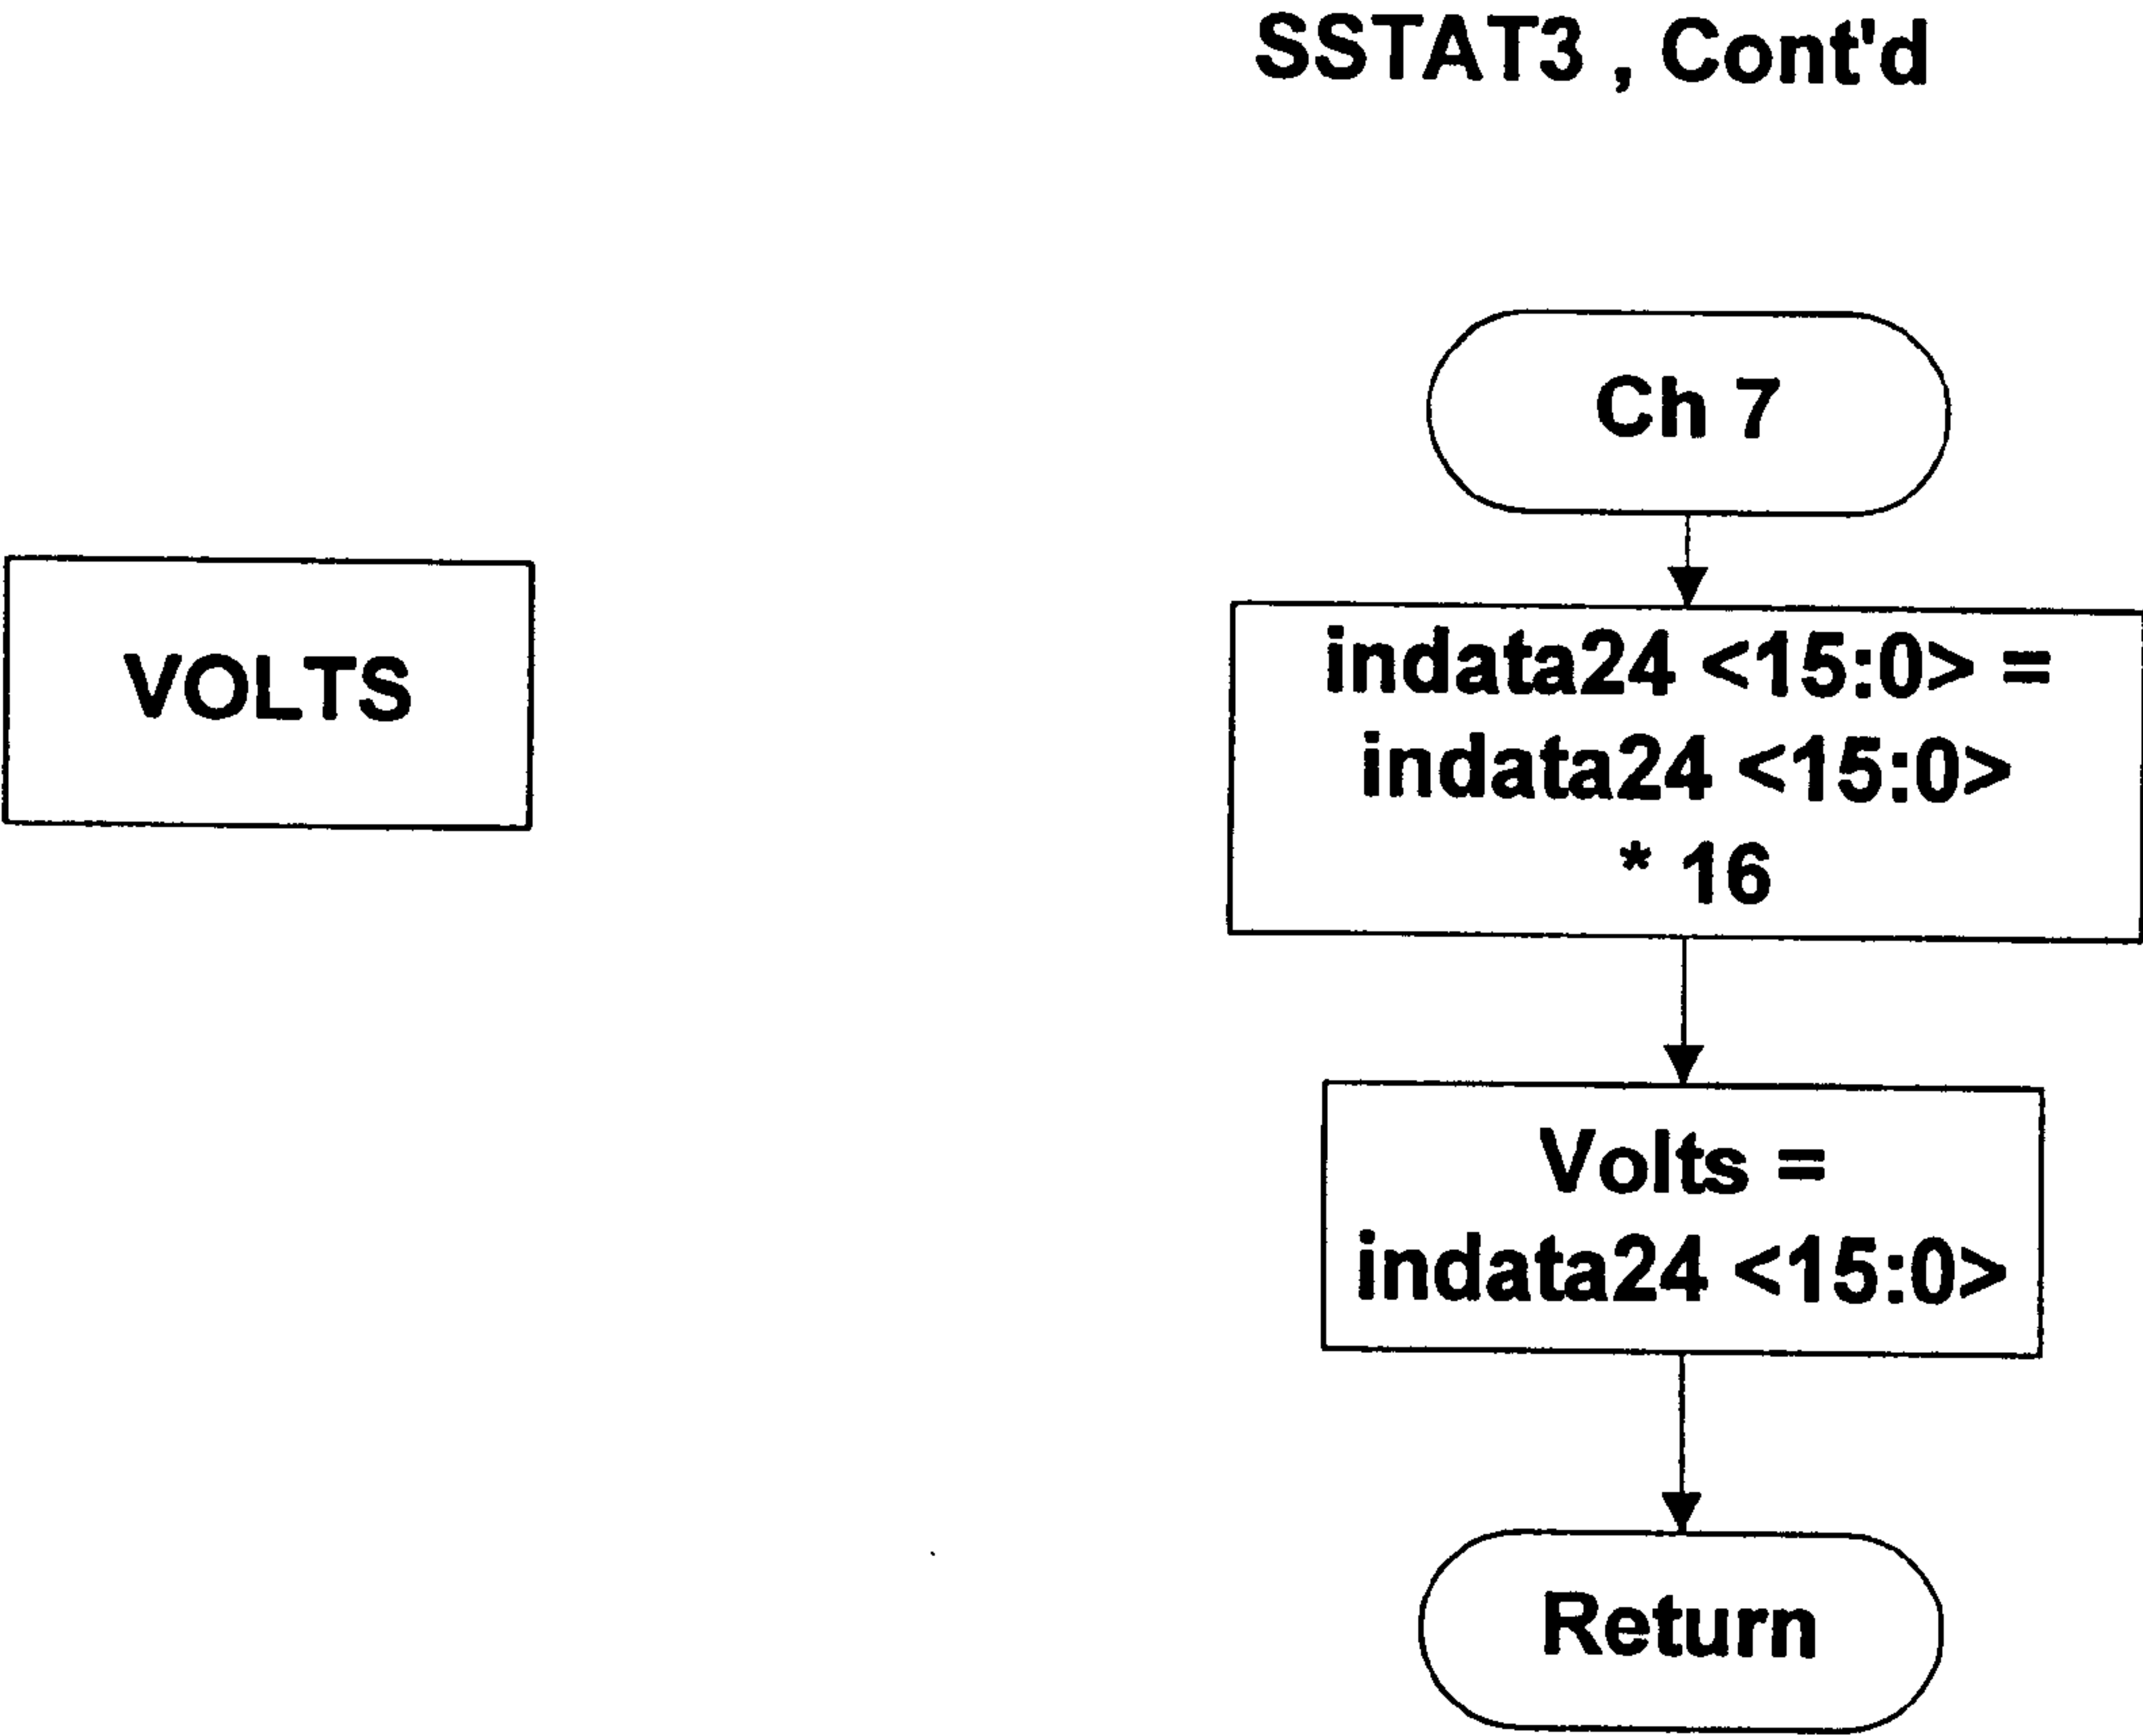 SSTAT3 , Cont'd
Ch 7
VOLTS
indata24 <15:0> =
indata24 <15:0>
* 16
Volts =
indata24 <15:0>
Return